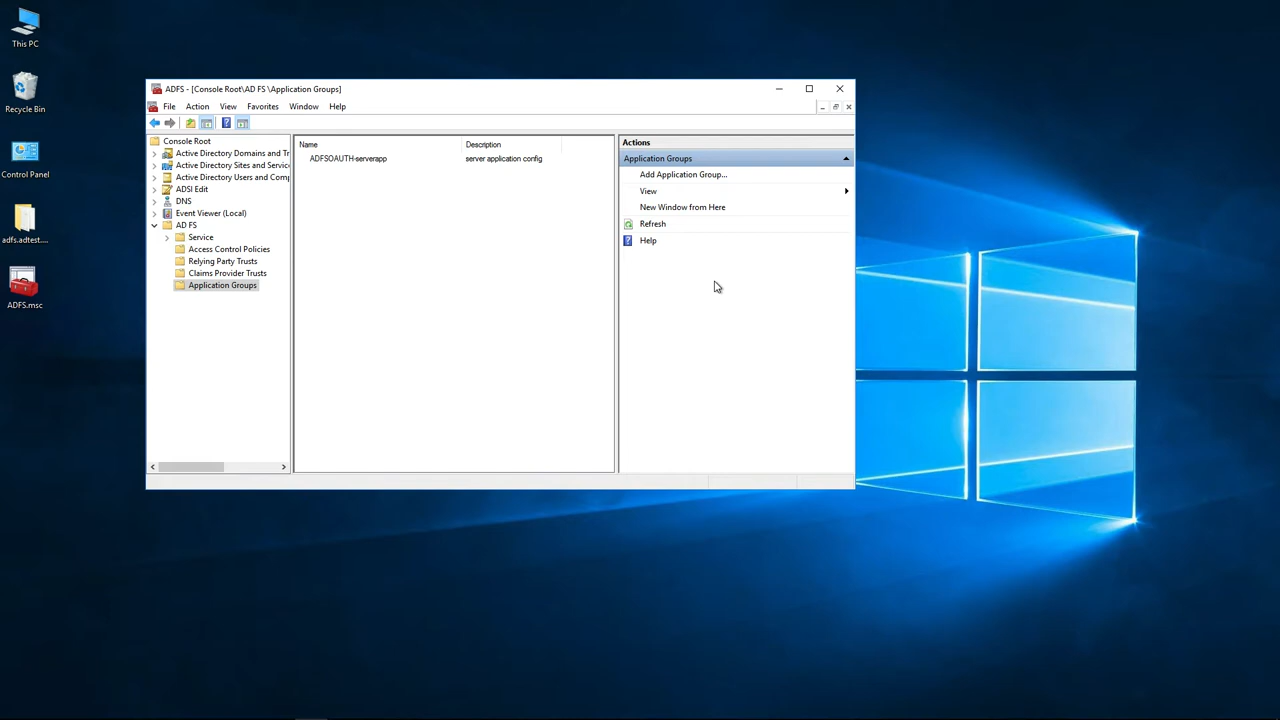 This PC
Recycle Bin
Control Panel
adfs.adtest....
ADFS.msc
ADFS - [Console Root\AD FS \Application Groups]
File Action View Favorites Window Help
Console Root
Active Directory Domains and Tr
Active Directory Sites and Service
Active Directory Users and Comp
ADSI Edit
DNS
Event Viewer (Local)
AD FS
Service
Access Control Policies
Relying Party Trusts
Claims Provider Trusts
Application Groups
Name Description
ADFSOAUTH-serverapp server application config
Actions
Application Groups
Add Application Group...
View
New Window from Here
Refresh
Help